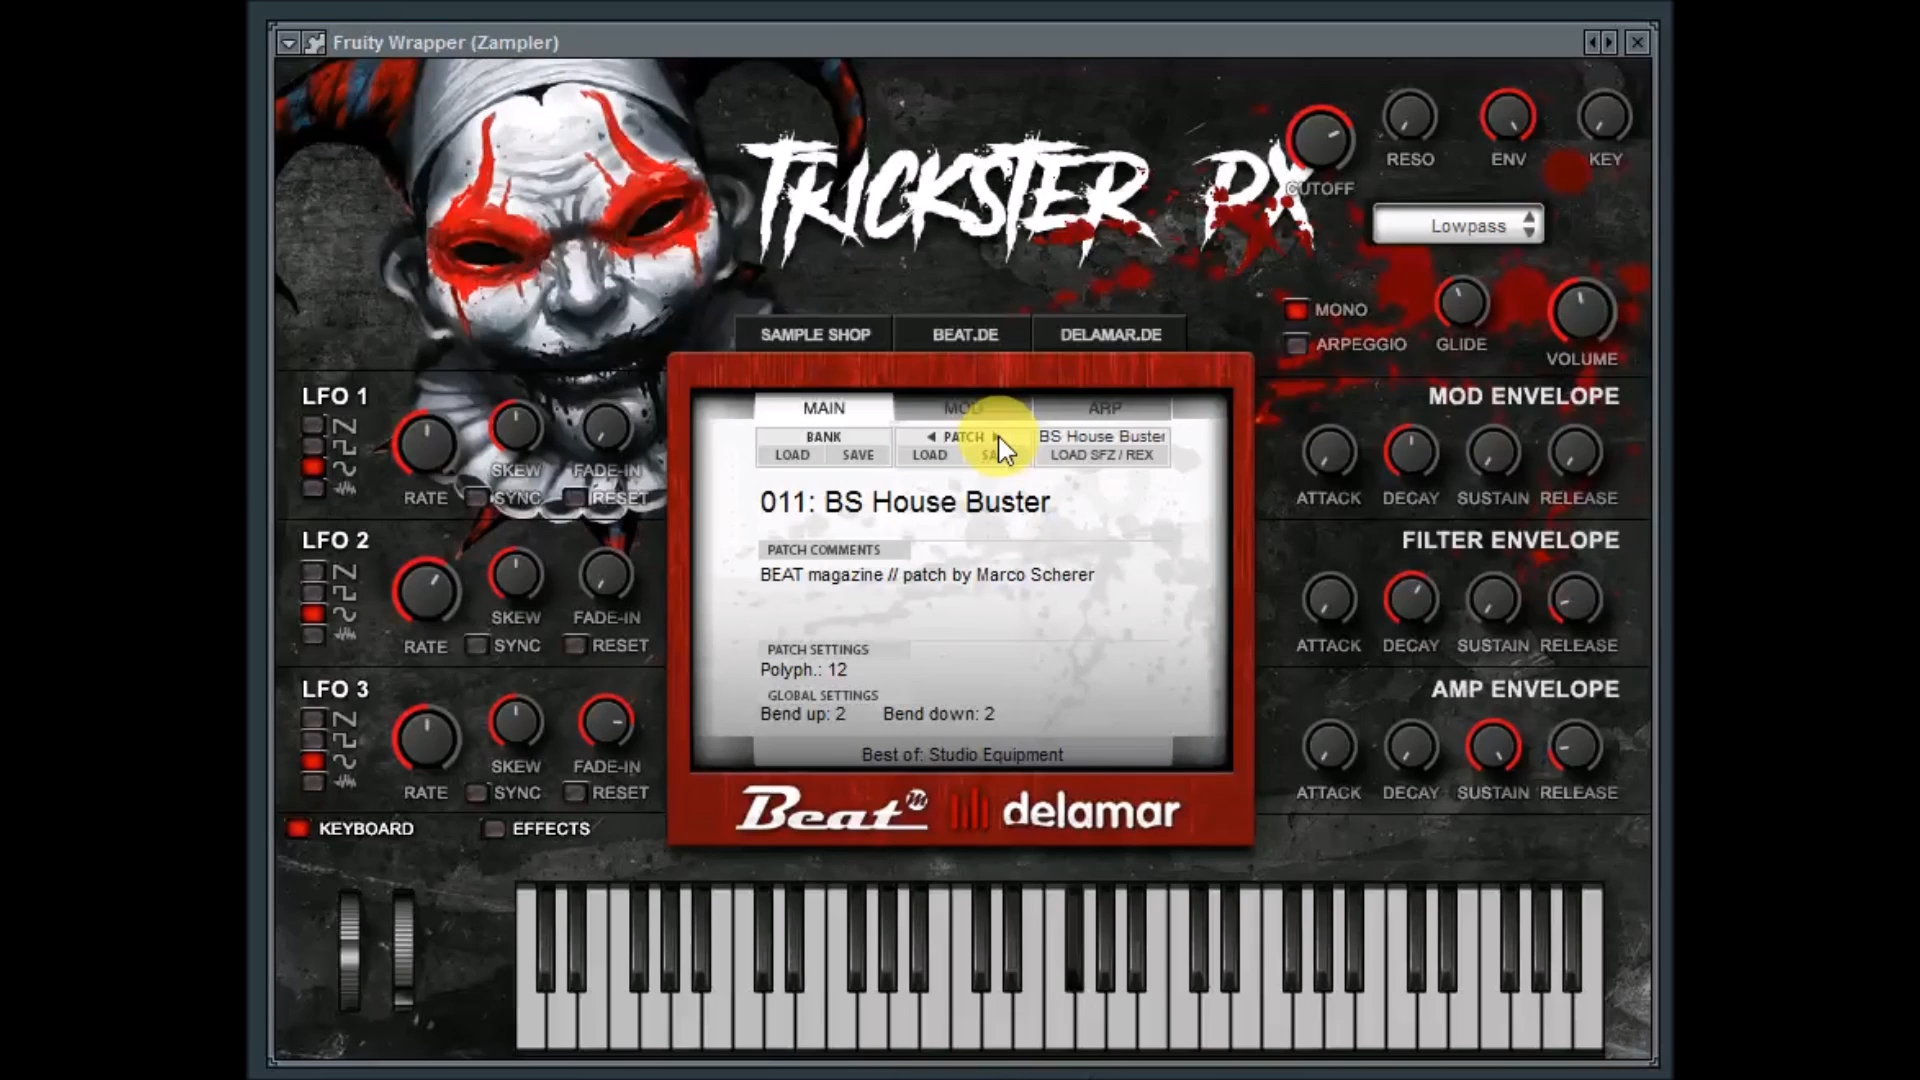 Fruity Wrapper (Zampler)
TRICKSTER PX
CUTOFF
RESO
ENV
KEY
Lowpass
MONO
ARPEGGIO
GLIDE
VOLUME
SAMPLE SHOP
BEAT.DE
DELAMAR.DE
LFO 1
RATE
SKEW
SYNC
FADE-IN
RESET
LFO 2
RATE
SKEW
SYNC
FADE-IN
RESET
LFO 3
RATE
SKEW
SYNC
FADE-IN
RESET
KEYBOARD
EFFECTS
MAIN
ARP
BANK
LOAD SAVE
PATCH
LOAD
BS House Buster
LOAD SFZ / REX
011: BS House Buster
PATCH COMMENTS
BEAT magazine // patch by Marco Scherer
PATCH SETTINGS
Polyph.: 12
GLOBAL SETTINGS
Bend up: 2 Bend down: 2
Best of: Studio Equipment
Beat
delamar
MOD ENVELOPE
ATTACK DECAY SUSTAIN RELEASE
FILTER ENVELOPE
ATTACK DECAY SUSTAIN RELEASE
AMP ENVELOPE
ATTACK DECAY SUSTAIN RELEASE